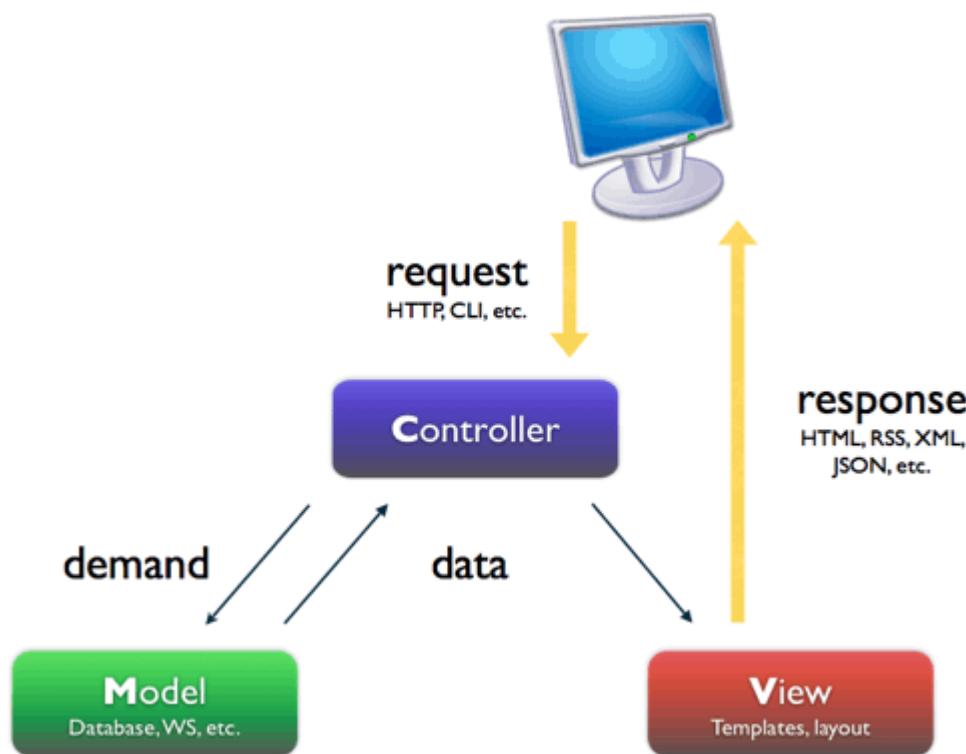 request
HTTP, CLI, etc.
Controller
response
HTML, RSS, XML,
JSON, etc.
demand
data
Model
Database, WS, etc.
View
Templates, layout